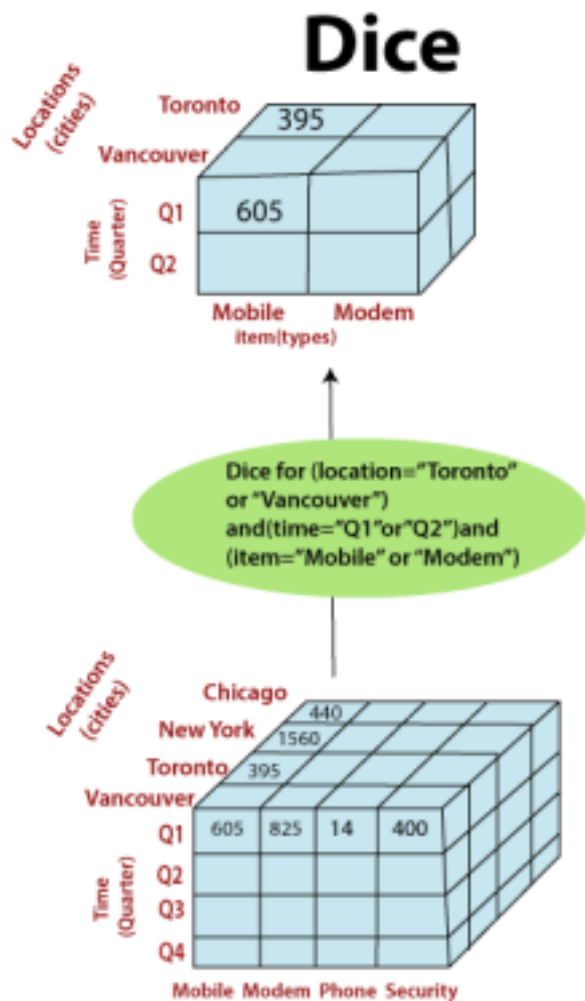 Dice
Locations
(cities)
Toronto
395
Vancouver
Time
(Quarter)
Q1
605
Q2
Mobile Modem
item(types)
Dice for (location="Toronto"
or "Vancouver")
and(time="Q1"or"Q2")and
(item="Mobile" or "Modem")
Locations
(cities)
Chicago
440
New York
1560
Toronto
395
Vancouver
Time
(Quarter)
Q1
605 825 14 400
Q2
Q3
Q4
Mobile Modem Phone Security